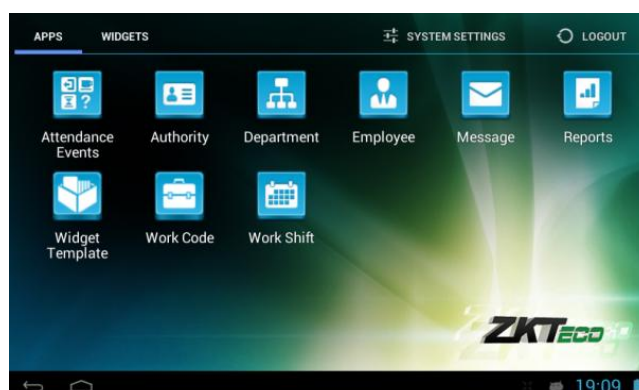 APPS WIDGETS SYSTEM SETTINGS LOGOUT
Attendance Events
Authority
Department
Employee
Message
Reports
Widget Template
Work Code
Work Shift
ZKTECO
19:09